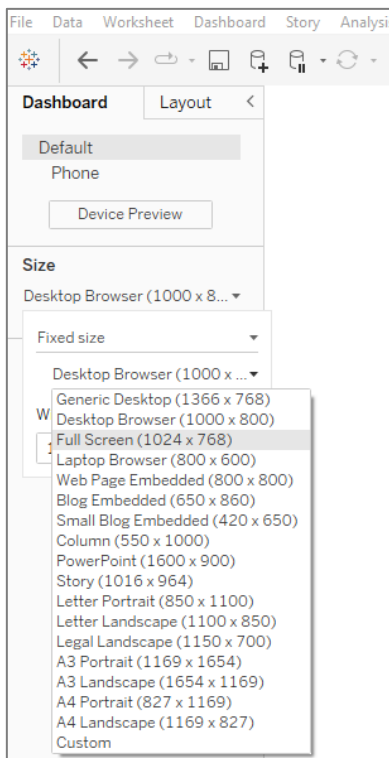 File Data Worksheet Dashboard Story Analysi
Dashboard Layout <
Default
Phone
Device Preview
Size
Desktop Browser (1000 x 8...
Fixed size
Desktop Browser (1000 x ...
W
Generic Desktop (1366 x 768)
Desktop Browser (1000 x 800)
Full Screen (1024 x 768)
Laptop Browser (800 x 600)
Web Page Embedded (800 x 800)
Blog Embedded (650 x 860)
Small Blog Embedded (420 x 650)
Column (550 x 1000)
PowerPoint (1600 x 900)
Story (1016 x 964)
Letter Portrait (850 x 1100)
Letter Landscape (1100 x 850)
Legal Landscape (1150 x 700)
A3 Portrait (1169 x 1654)
A3 Landscape (1654 x 1169)
A4 Portrait (827 x 1169)
A4 Landscape (1169 x 827)
Custom